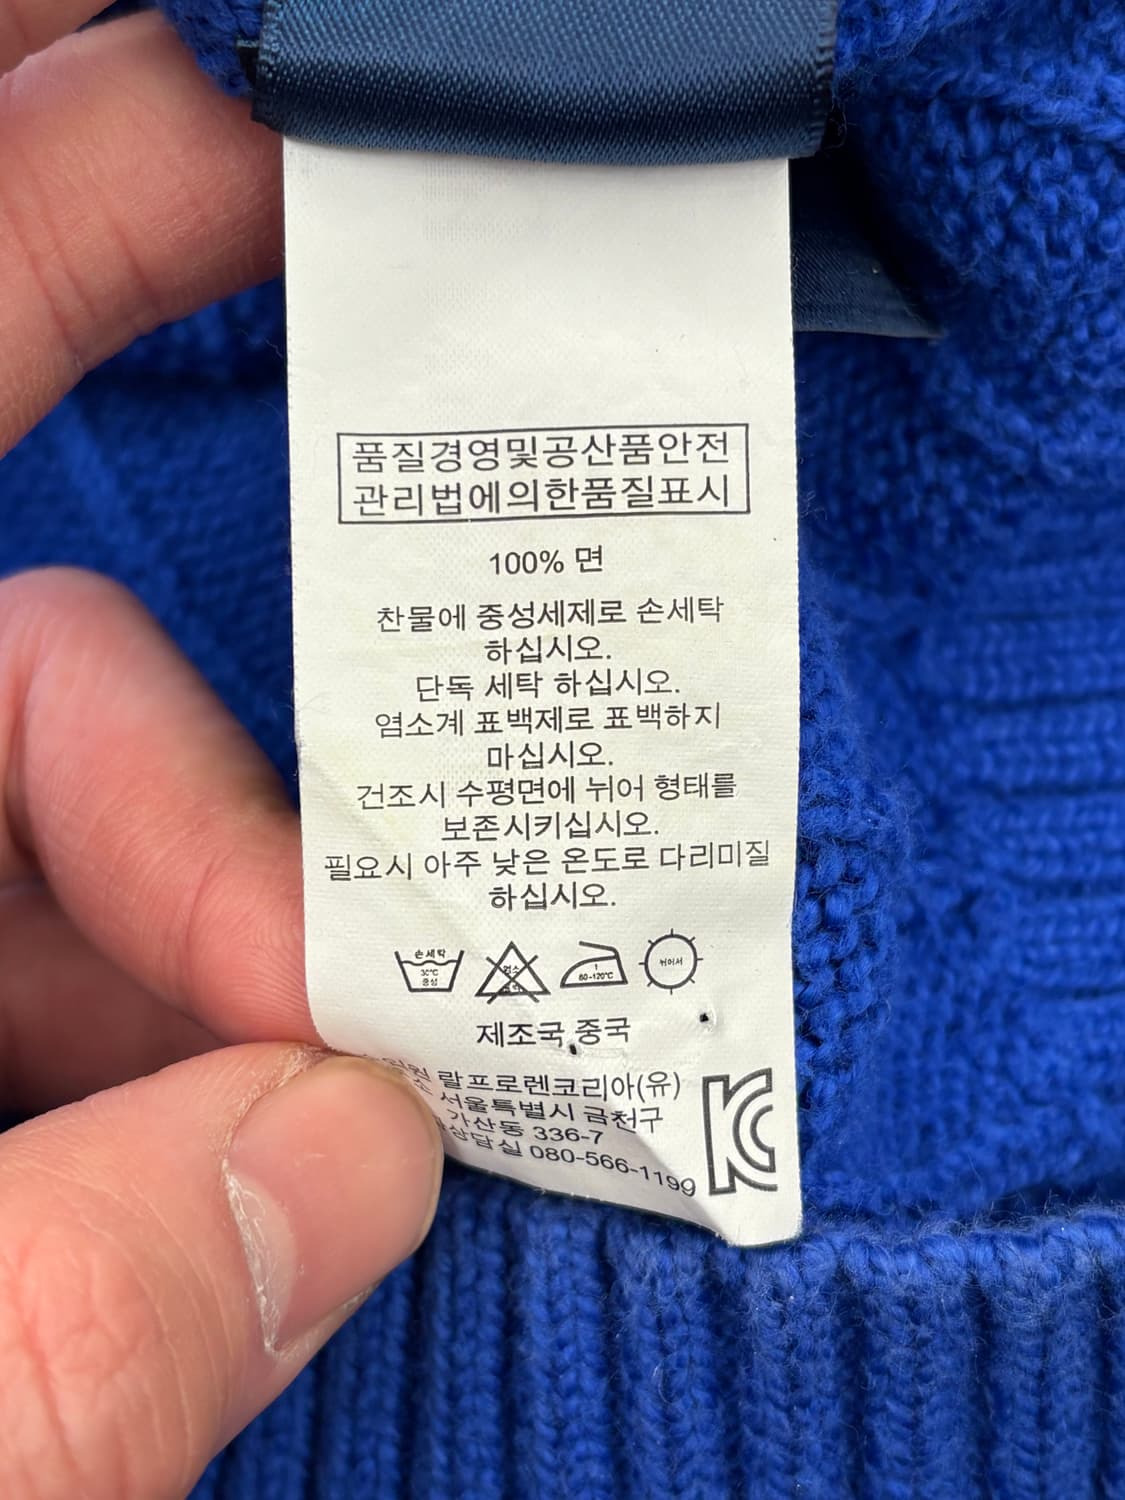 품질경영및공산품안전
관리법에의한품질표시
100% 면
찬물에 중성세제로 손세탁
하십시오.
단독 세탁 하십시오.
염소계 표백제로 표백하지
마십시오.
건조시 수평면에 뉘어 형태를
보존시키십시오.
필요시 아주 낮은 온도로 다리미질
하십시오.
손세탁
30℃
중성
염소
1
60~120℃
뉘어서
제조국 중국
랄프로렌코리아(유)
서울특별시 금천구
가산동 336-7
080-566-1199
KC